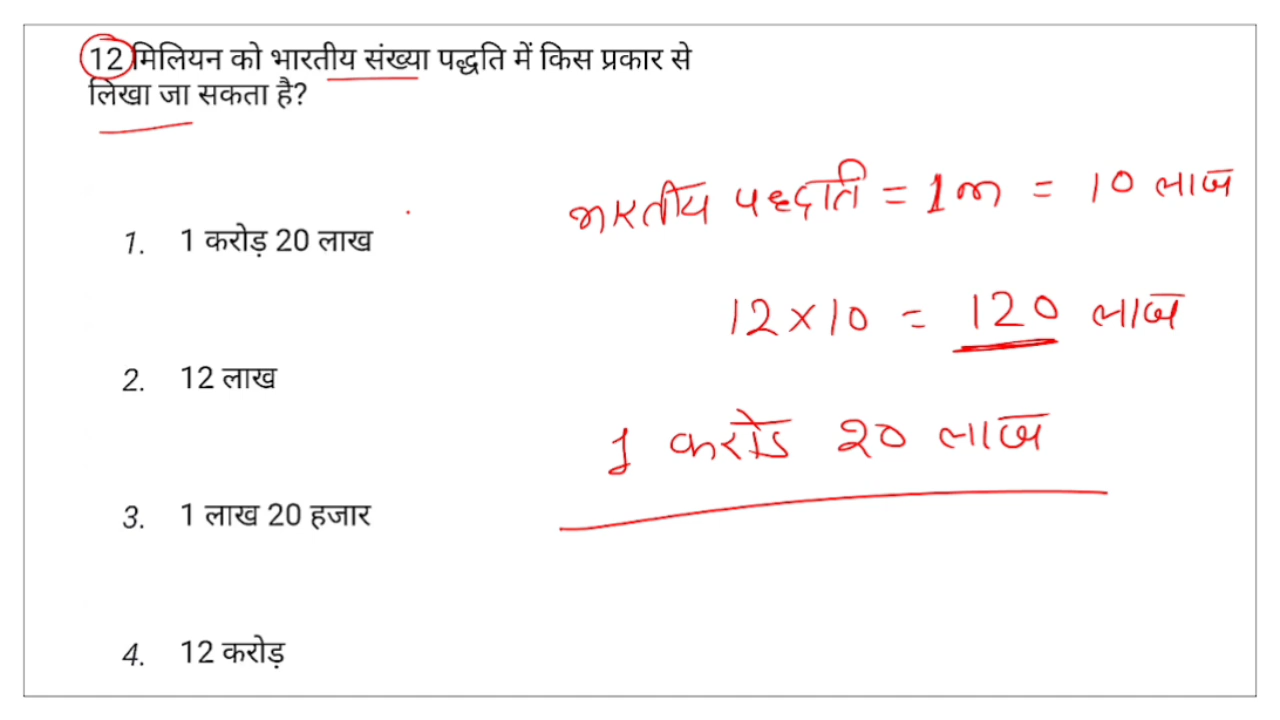 12 मिलियन को भारतीय संख्या पद्धति में किस प्रकार से
लिखा जा सकता है?
भारतीय पद्धति = 1m = 10 लाख
1. 1 करोड़ 20 लाख
12 × 10 = 120 लाख
2. 12 लाख
1 करोड 20 लाख
3. 1 लाख 20 हजार
4. 12 करोड़